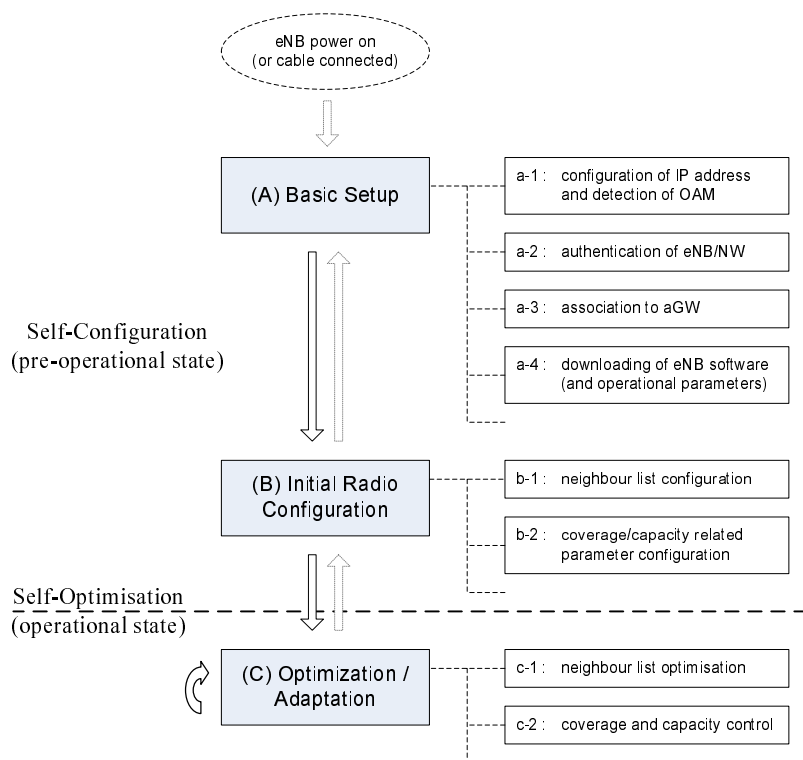 eNB power on
(or cable connected)
(A) Basic Setup
a-1 : configuration of IP address
and detection of OAM
a-2 : authentication of eNB/NW
a-3 : association to aGW
a-4 : downloading of eNB software
(and operational parameters)
Self-Configuration
(pre-operational state)
(B) Initial Radio
Configuration
b-1 : neighbour list configuration
b-2 : coverage/capacity related
parameter configuration
Self-Optimisation
(operational state)
(C) Optimization /
Adaptation
c-1 : neighbour list optimisation
c-2 : coverage and capacity control